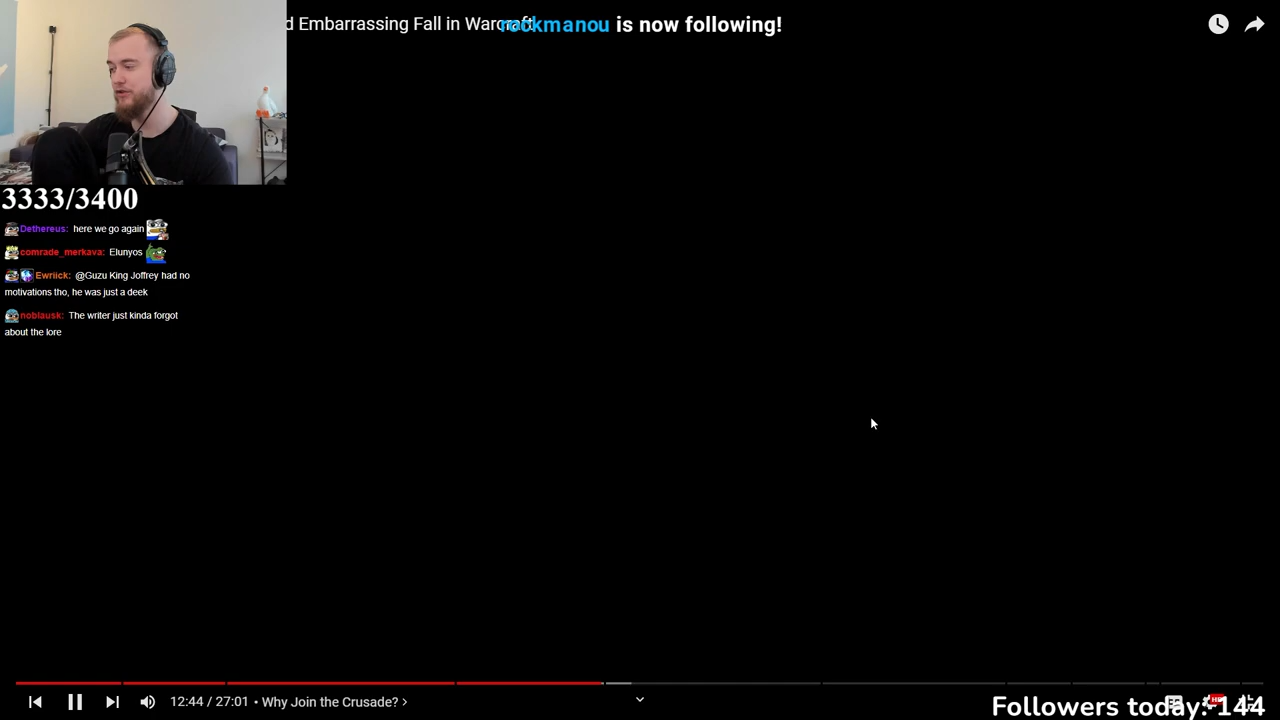 d Embarrassing Fall in Warcraft
rackmanou is now following!
3333/3400
Dethereus: here we go again
comrade_merkava: Elunyos
Ewriick: @Guzu King Joffrey had no
motivations tho, he was just a deek
noblausk: The writer just kinda forgot
about the lore
12:44 / 27:01 • Why Join the Crusade? >
Followers today: 144